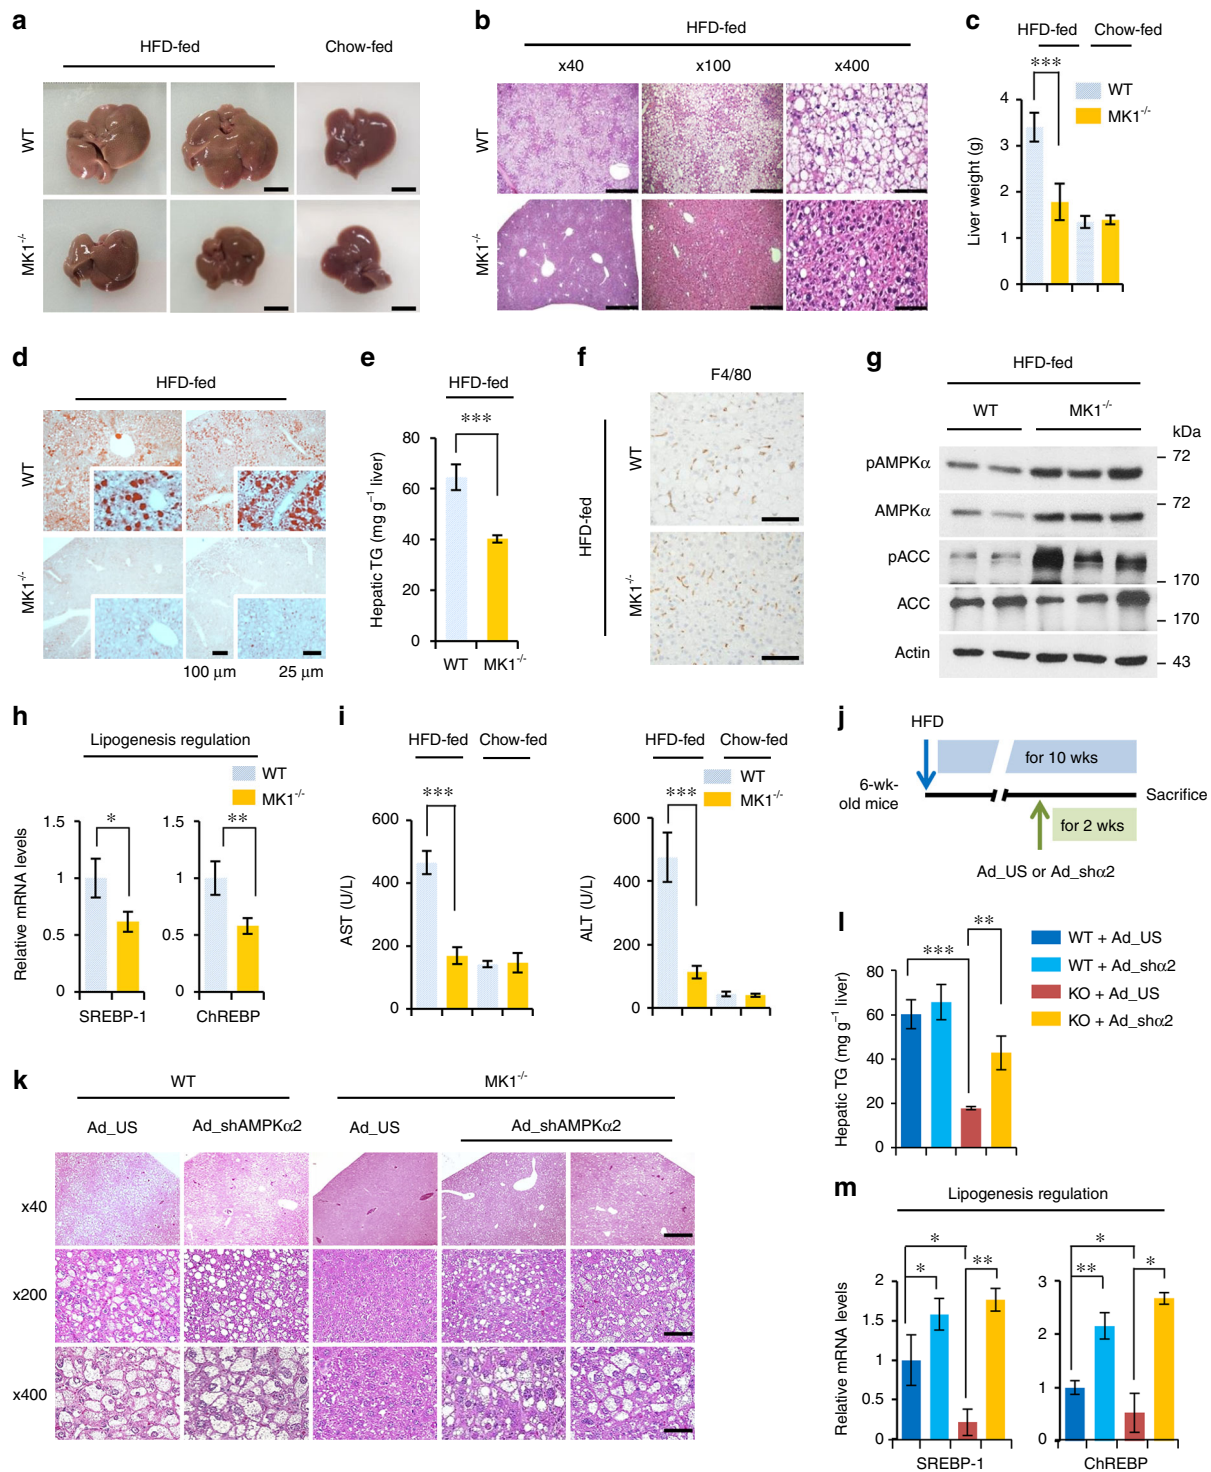 a
HFD-fed
Chow-fed
WT
MK1-/-
b
HFD-fed
x40
x100
x400
WT
MK1-/-
c
HFD-fed
Chow-fed
***
WT
MK1-/-
Liver weight (g)
4
3
2
1
0
d
HFD-fed
WT
MK1-/-
100 μm
25 μm
e
HFD-fed
***
Hepatic TG (mg g−1 liver)
80
60
40
20
0
WT
MK1-/-
f
F4/80
HFD-fed
WT
MK1-/-
g
HFD-fed
WT
MK1-/-
kDa
pAMPKα
72
AMPKα
72
pACC
170
ACC
170
Actin
43
h
Lipogenesis regulation
WT
MK1-/-
Relative mRNA levels
1.5
1
0.5
0
*
SREBP-1
1.5
1
0.5
0
**
ChREBP
i
HFD-fed
Chow-fed
***
AST (U/L)
600
400
200
0
HFD-fed
Chow-fed
WT
MK1-/-
***
ALT (U/L)
600
400
200
0
j
HFD
for 10 wks
6-wk-
old mice
Sacrifice
for 2 wks
Ad_US or Ad_shα2
k
WT
MK1-/-
Ad_US
Ad_shAMPKα2
Ad_US
Ad_shAMPKα2
x40
x200
x400
l
**
***
Hepatic TG (mg g−1 liver)
80
60
40
20
0
WT + Ad_US
WT + Ad_shα2
KO + Ad_US
KO + Ad_shα2
m
Lipogenesis regulation
Relative mRNA levels
*
*
**
2
1.5
1
0.5
0
SREBP-1
*
**
*
3
2
1
0
ChREBP